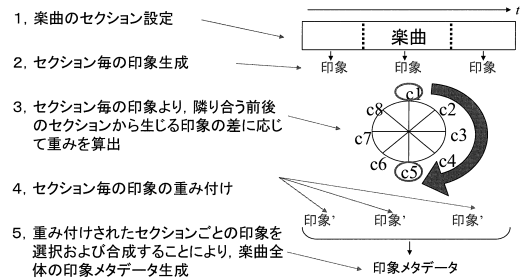 t
1，楽曲のセクション設定
楽曲
2，セクション毎の印象生成
印象 印象 印象
3，セクション毎の印象より，隣り合う前後
のセクションから生じる印象の差に応じ
て重みを算出
c1
c2
c3
c4
c5
c6
c7
c8
4，セクション毎の印象の重み付け
印象’ 印象’ 印象’
5，重み付けされたセクションごとの印象を
選択および合成することにより，楽曲全
体の印象メタデータ生成
印象メタデータ